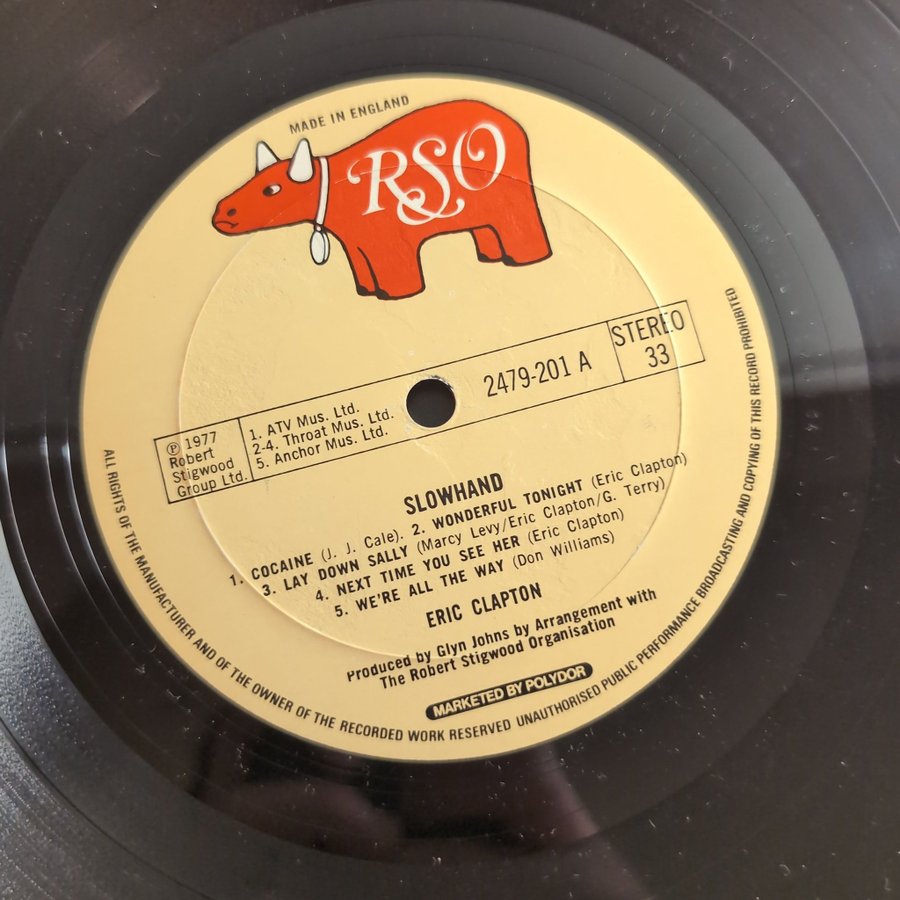 MADE IN ENGLAND
RSO
STEREO
33
2479-201 A
℗ 1977
Robert
Stigwood
Group Ltd.
1. ATV Mus. Ltd.
2-4. Throat Mus. Ltd.
5. Anchor Mus. Ltd.
SLOWHAND
1. COCAINE (J. J. Cale). 2. WONDERFUL TONIGHT (Eric Clapton)
3. LAY DOWN SALLY (Marcy Levy/Eric Clapton/G. Terry)
4. NEXT TIME YOU SEE HER (Eric Clapton)
5. WE'RE ALL THE WAY (Don Williams)
ERIC CLAPTON
Produced by Glyn Johns by Arrangement with
The Robert Stigwood Organisation
MARKETED BY POLYDOR
ALL RIGHTS OF THE MANUFACTURER AND OF THE OWNER OF THE RECORDED WORK RESERVED UNAUTHORISED PUBLIC PERFORMANCE BROADCASTING AND COPYING OF THIS RECORD PROHIBITED